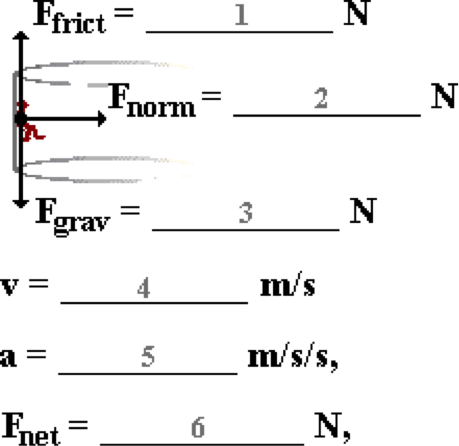 Ffrict = 1 N
Fnorm = 2 N
Fgrav = 3 N
v = 4 m/s
a = 5 m/s/s,
Fnet = 6 N,